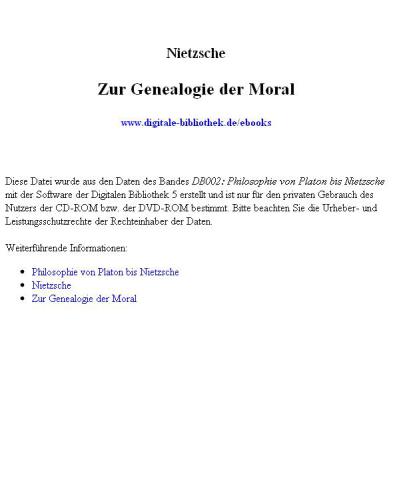 Nietzsche
Zur Genealogie der Moral
www.digitale-bibliothek.de/ebooks
Diese Datei wurde aus den Daten des Bandes DB002: Philosophie von Platon bis Nietzsche
mit der Software der Digitalen Bibliothek 5 erstellt und ist nur für den privaten Gebrauch des
Nutzers der CD-ROM bzw. der DVD-ROM bestimmt. Bitte beachten Sie die Urheber- und
Leistungsschutzrechte der Rechteinhaber der Daten.
Weiterführende Informationen:
• Philosophie von Platon bis Nietzsche
• Nietzsche
• Zur Genealogie der Moral